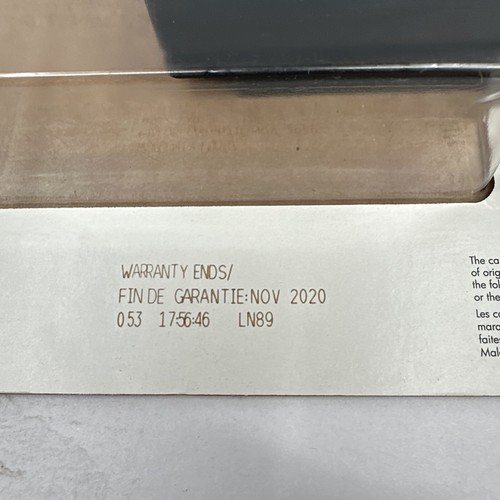 WARRANTY ENDS/
FIN DE GARANTIE:NOV 2020
053 17:56:46 LN89
The ca
of orig
the fol
or the
Les c
marq
faites
Mal